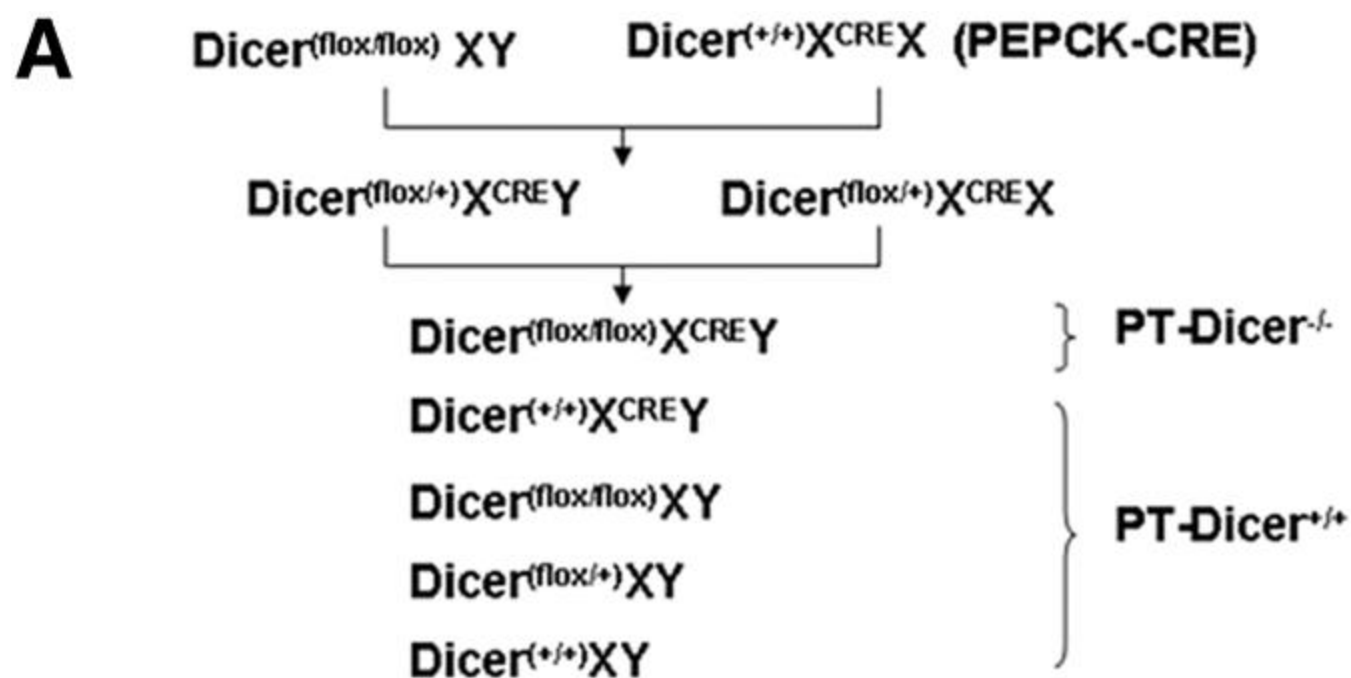 A
Dicer(flox/flox) XY Dicer(+/+)XCREX (PEPCK-CRE)
Dicer(flox/+)XCREY Dicer(flox/+)XCREX
Dicer(flox/flox)XCREY PT-Dicer-/-
Dicer(+/+)XCREY
Dicer(flox/flox)XY PT-Dicer+/+
Dicer(flox/+)XY
Dicer(+/+)XY